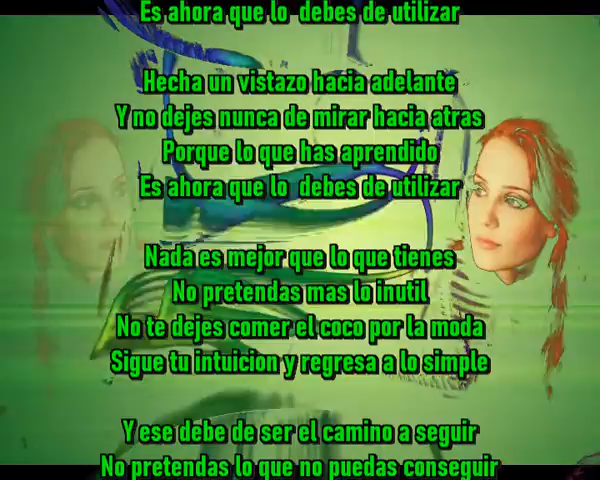 Es ahora que lo  debes de utilizar
Hecha un vistazo hacia adelante
Y no dejes nunca de mirar hacia atras
Porque lo que has aprendido
Es ahora que lo  debes de utilizar
Nada es mejor que lo que tienes
No pretendas mas lo inutil
No te dejes comer el coco por la moda
Sigue tu intuicion y regresa a lo simple
Y ese debe de ser el camino a seguir
No pretendas lo que no puedas conseguir